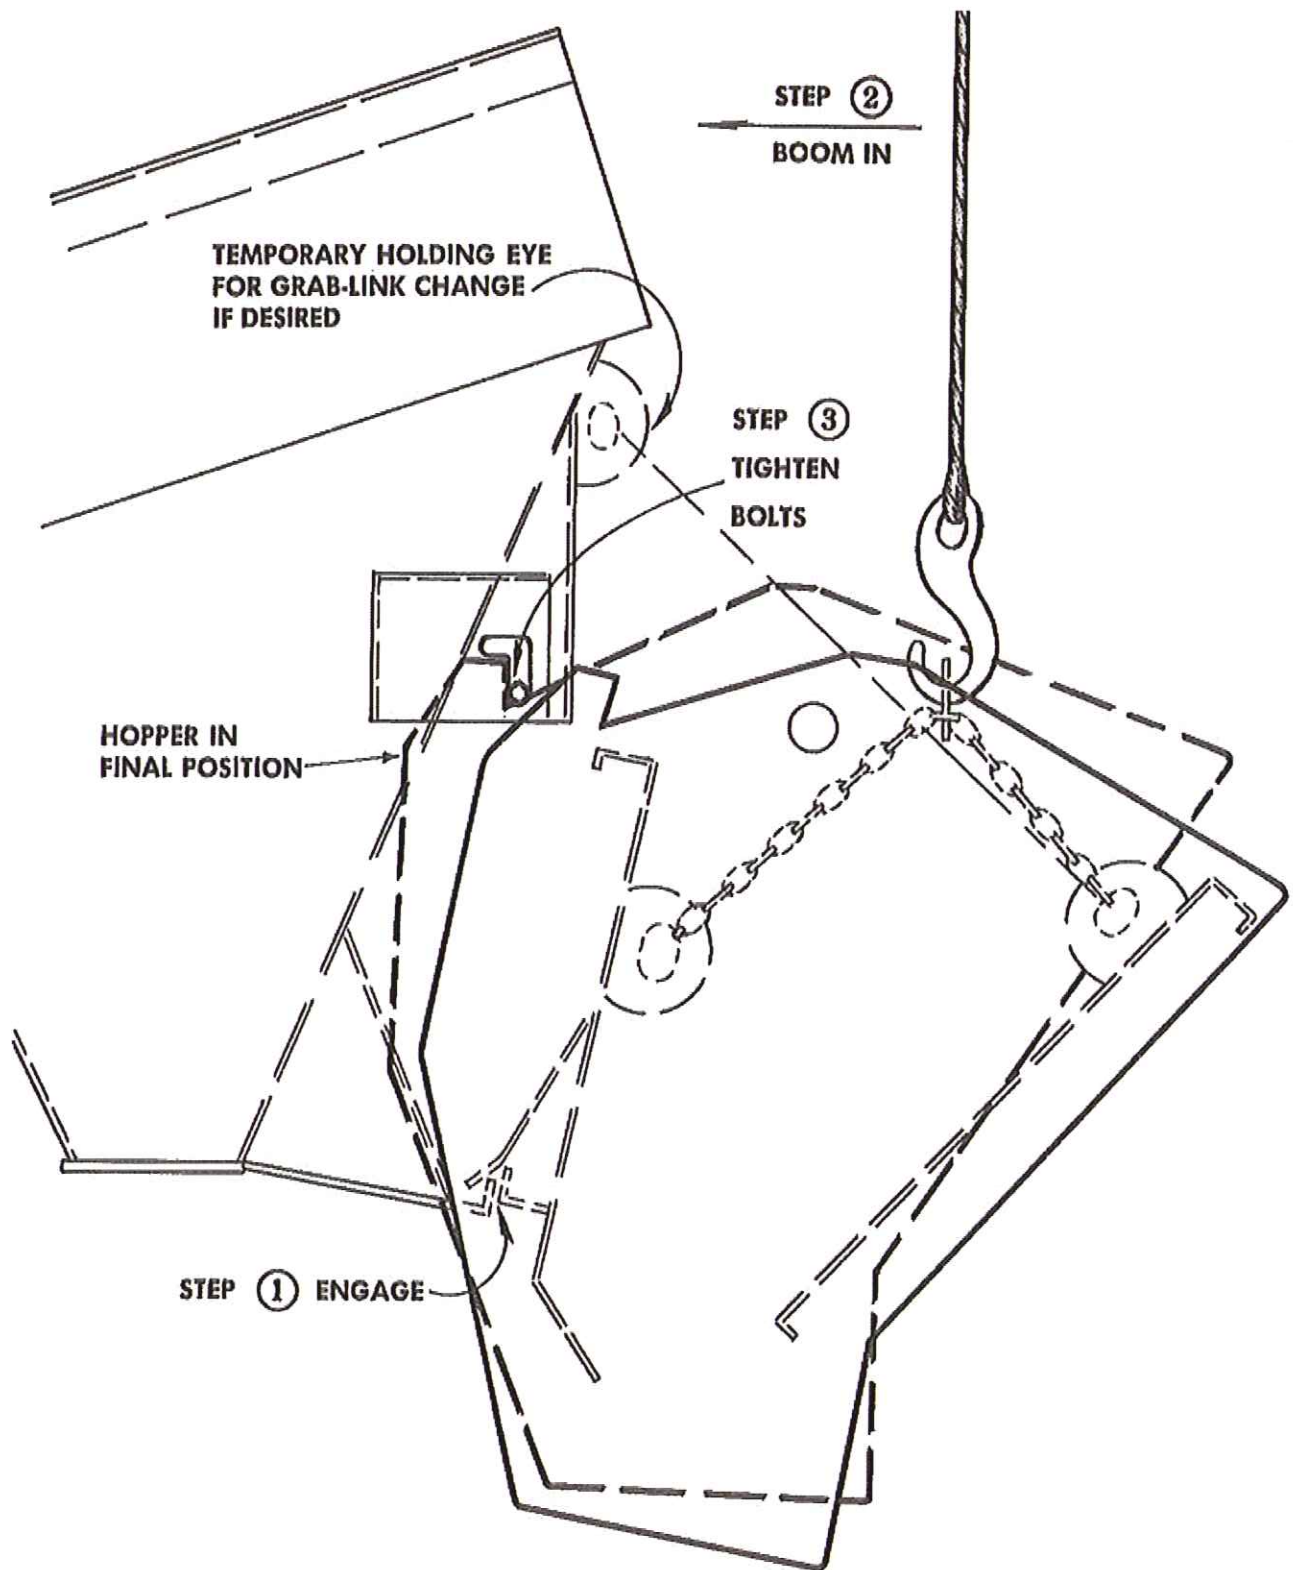 STEP ②
BOOM IN
TEMPORARY HOLDING EYE
FOR GRAB-LINK CHANGE
IF DESIRED
STEP ③
TIGHTEN
BOLTS
HOPPER IN
FINAL POSITION
STEP ① ENGAGE